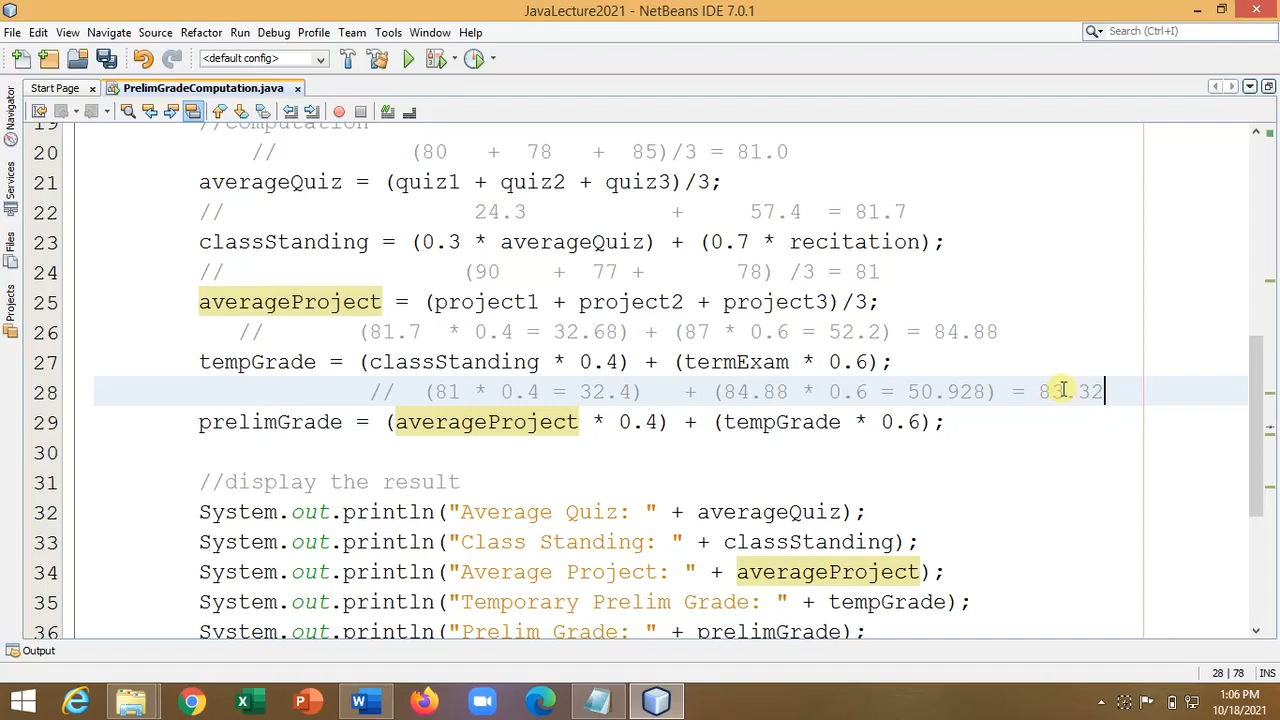 JavaLecture2021 - NetBeans IDE 7.0.1
File Edit View Navigate Source Refactor Run Debug Profile Team Tools Window Help
Search (Ctrl+I)
<default config>
Start Page
PrelimGradeComputation.java
Navigator
Services
Files
Projects
19 //computation
20 // (80 + 78 + 85)/3 = 81.0
21 averageQuiz = (quiz1 + quiz2 + quiz3)/3;
22 // 24.3 + 57.4 = 81.7
23 classStanding = (0.3 * averageQuiz) + (0.7 * recitation);
24 // (90 + 77 + 78) /3 = 81
25 averageProject = (project1 + project2 + project3)/3;
26 // (81.7 * 0.4 = 32.68) + (87 * 0.6 = 52.2) = 84.88
27 tempGrade = (classStanding * 0.4) + (termExam * 0.6);
28 // (81 * 0.4 = 32.4) + (84.88 * 0.6 = 50.928) = 83.32
29 prelimGrade = (averageProject * 0.4) + (tempGrade * 0.6);
30
31 //display the result
32 System.out.println("Average Quiz: " + averageQuiz);
33 System.out.println("Class Standing: " + classStanding);
34 System.out.println("Average Project: " + averageProject);
35 System.out.println("Temporary Prelim Grade: " + tempGrade);
36 System.out.println("Prelim Grade: " + prelimGrade);
Output
28 | 78 INS
1:06 PM
10/18/2021